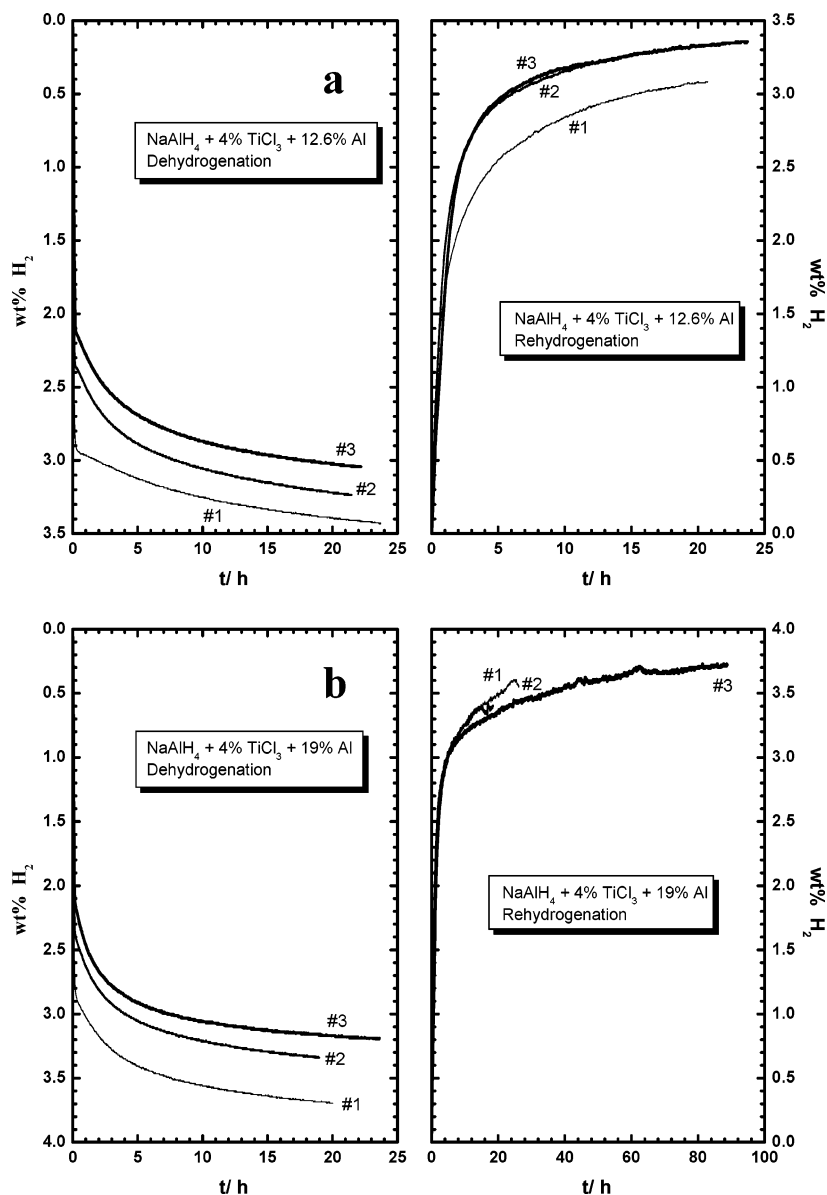 a
NaAlH₄ + 4% TiCl₃ + 12.6% Al
Dehydrogenation
wt% H₂
0.0
0.5
1.0
1.5
2.0
2.5
3.0
3.5
#3
#2
#1
0 5 10 15 20 25
t/ h
#3
#2
#1
NaAlH₄ + 4% TiCl₃ + 12.6% Al
Rehydrogenation
3.5
3.0
2.5
2.0
1.5
1.0
0.5
0.0
wt% H₂
0 5 10 15 20 25
t/ h
b
NaAlH₄ + 4% TiCl₃ + 19% Al
Dehydrogenation
wt% H₂
0.0
0.5
1.0
1.5
2.0
2.5
3.0
3.5
4.0
#3
#2
#1
0 5 10 15 20 25
t/ h
#1
#2
#3
NaAlH₄ + 4% TiCl₃ + 19% Al
Rehydrogenation
4.0
3.5
3.0
2.5
2.0
1.5
1.0
0.5
0.0
wt% H₂
0 20 40 60 80 100
t/ h